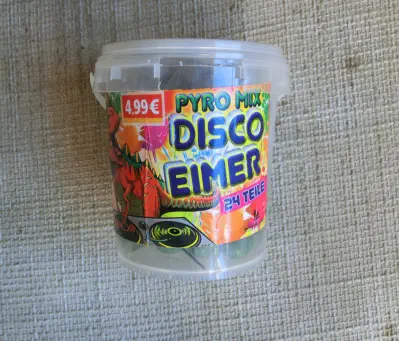 4.99€
PYRO MIX
DISCO
EIMER
24 TEILE